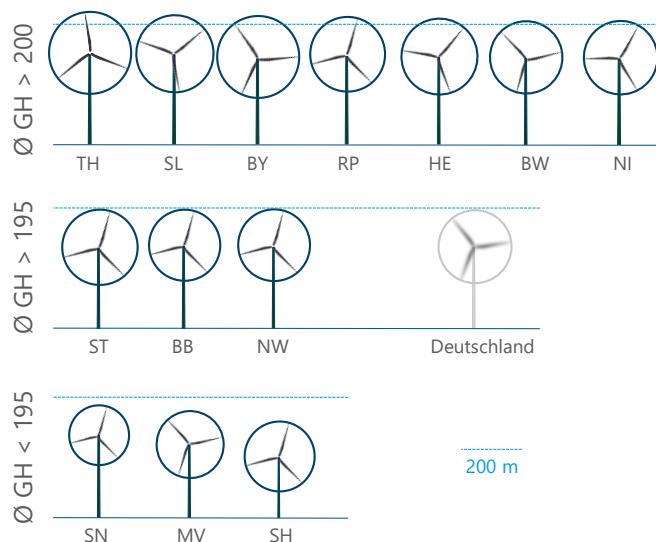 Ø GH > 200
TH SL BY RP HE BW NI
Ø GH > 195
ST BB NW Deutschland
Ø GH < 195
200 m
SN MV SH